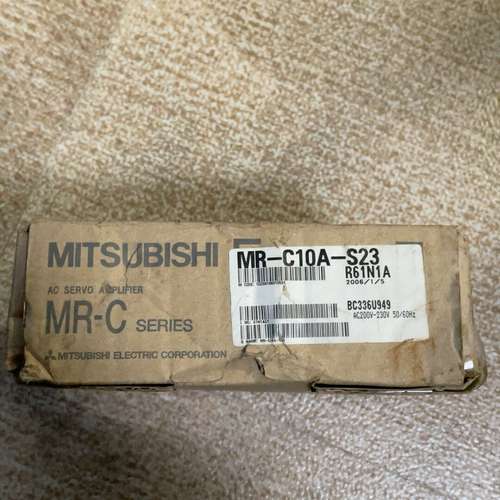 MITSUBISHI E
AC SERVO AMPLIFIER
MR-C SERIES
MITSUBISHI ELECTRIC CORPORATION
MR-C10A-S23
R61N1A
2006/1/5
BC336U949
AC200V-230V 50/60Hz